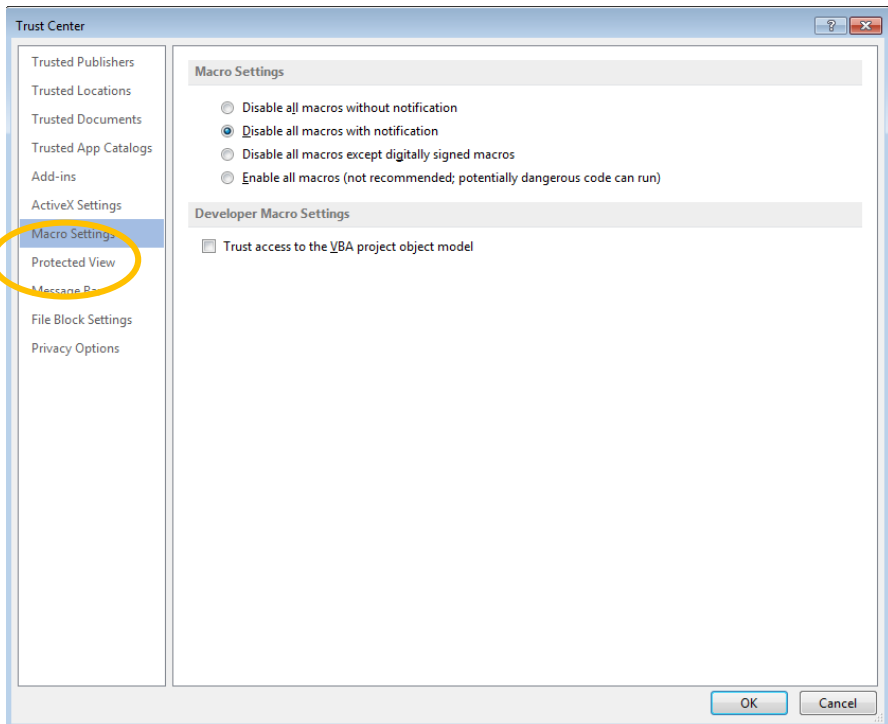 Trust Center
Trusted Publishers
Trusted Locations
Trusted Documents
Trusted App Catalogs
Add-ins
ActiveX Settings
Macro Settings
Protected View
Message Ba
File Block Settings
Privacy Options
Macro Settings
Disable all macros without notification
Disable all macros with notification
Disable all macros except digitally signed macros
Enable all macros (not recommended; potentially dangerous code can run)
Developer Macro Settings
Trust access to the VBA project object model
OK
Cancel